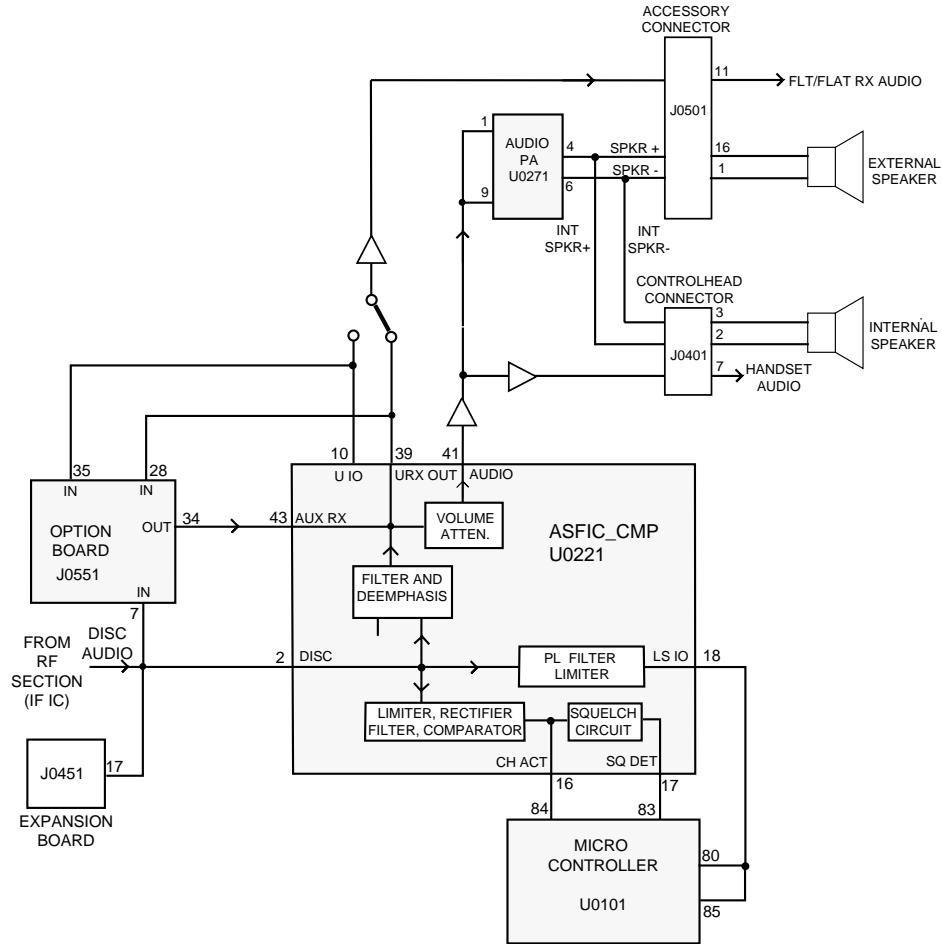 ACCESSORY
CONNECTOR
11
FLT/FLAT RX AUDIO
J0501
1
AUDIO
PA
U0271
4
SPKR +
16
9
6
SPKR -
1
EXTERNAL
SPEAKER
INT
SPKR+
INT
SPKR-
CONTROLHEAD
CONNECTOR
3
J0401
2
INTERNAL
SPEAKER
7
HANDSET
AUDIO
10
39
41
35
28
U IO
URX OUT
AUDIO
IN
IN
OUT
34
43
AUX RX
VOLUME
ATTEN.
ASFIC_CMP
U0221
OPTION
BOARD
J0551
IN
FILTER AND
DEEMPHASIS
7
FROM
RF
SECTION
(IF IC)
DISC
AUDIO
2
DISC
PL FILTER
LIMITER
LS IO
18
LIMITER, RECTIFIER
FILTER, COMPARATOR
SQUELCH
CIRCUIT
J0451
17
CH ACT
SQ DET
16
17
EXPANSION
BOARD
84
83
MICRO
CONTROLLER
80
U0101
85